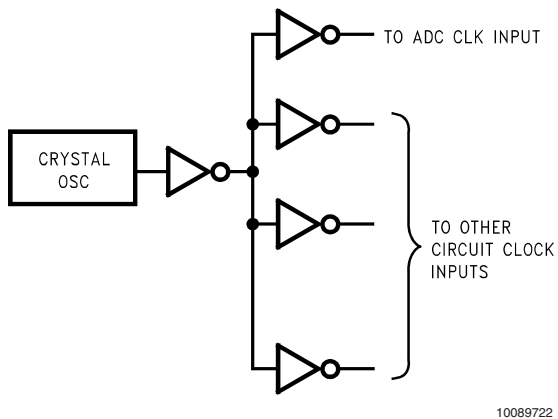 TO ADC CLK INPUT
CRYSTAL
OSC
TO OTHER
CIRCUIT CLOCK
INPUTS
10089722